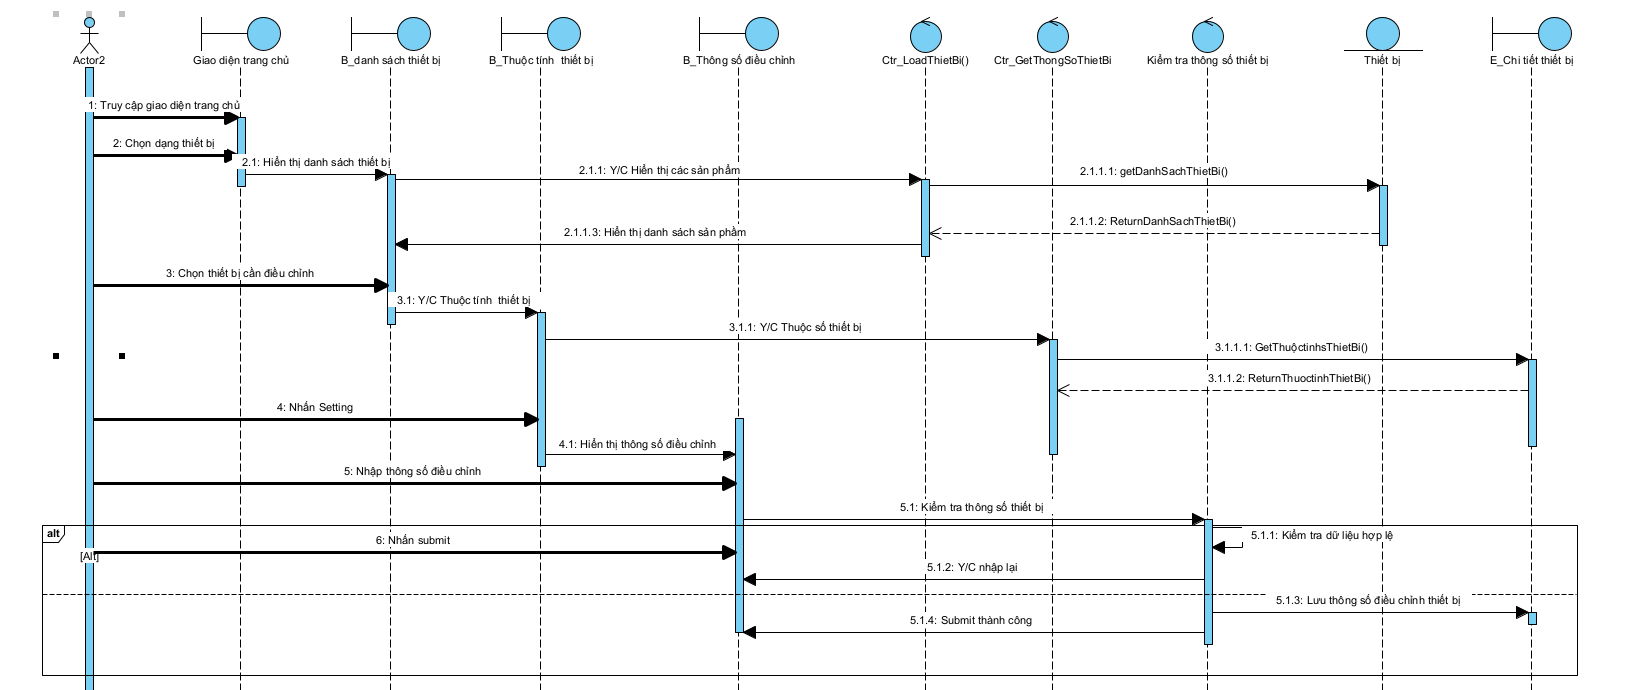 Actor2
Giao diện trang chủ
B_danh sách thiết bị
B_Thuộc tính thiết bị
B_Thông số điều chỉnh
Ctr_LoadThietBi()
Ctr_GetThongSoThietBi
Kiểm tra thông số thiết bị
Thiết bị
E_Chi tiết thiết bị
1: Truy cập giao diện trang chủ
2: Chọn dạng thiết bị
2.1: Hiển thị danh sách thiết bị
2.1.1: Y/C Hiển thị các sản phẩm
2.1.1.1: getDanhSachThietBi()
2.1.1.2: ReturnDanhSachThietBi()
2.1.1.3: Hiển thị danh sách sản phầm
3: Chọn thiết bị cần điều chỉnh
3.1: Y/C Thuộc tính thiết bị
3.1.1: Y/C Thuộc số thiết bị
3.1.1.1: GetThuộctinhsThietBi()
3.1.1.2: ReturnThuoctinhThietBi()
4: Nhấn Setting
4.1: Hiển thị thông số điều chỉnh
5: Nhập thông số điều chỉnh
5.1: Kiểm tra thông số thiết bị
alt
[Alt]
6: Nhấn submit
5.1.1: Kiểm tra dữ liệu hợp lệ
5.1.2: Y/C nhập lại
5.1.3: Lưu thông số điều chỉnh thiết bị
5.1.4: Submit thành công